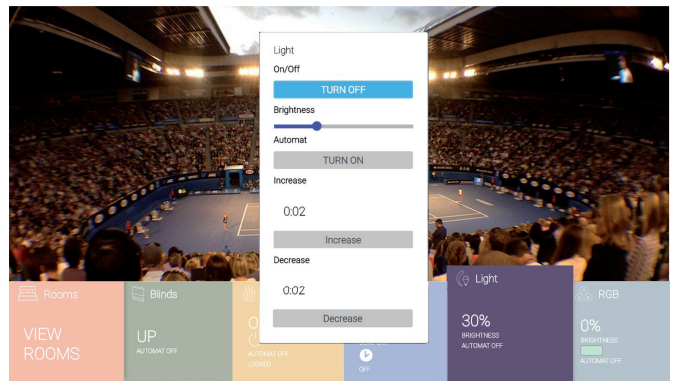 Light
On/Off
TURN OFF
Brightness
Automat
TURN ON
Increase
0:02
Increase
Decrease
0:02
Decrease
Rooms
VIEW
ROOMS
Blinds
UP
AUTOMAT OFF
AUTOMAT OFF
LOCKED
OFF
Light
30%
BRIGHTNESS
AUTOMAT OFF
RGB
0%
BRIGHTNESS
AUTOMAT OFF